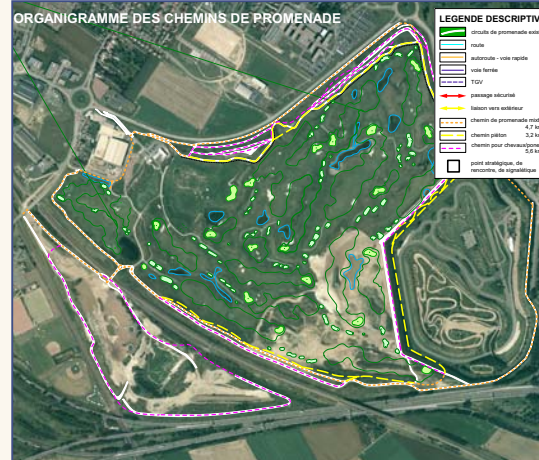 ORGANIGRAMME DES CHEMINS DE PROMENADE
LEGENDE DESCRIPTIV
circuits de promenade exis
route
autoroute - voie rapide
voie ferrée
TGV
passage sécurisé
liaison vers extérieur
chemin de promenade mixt
4,7 k
chemin piéton
3,2 k
chemin pour chevaux/pone
5,6 k
point stratégique, de
rencontre, de signalétique